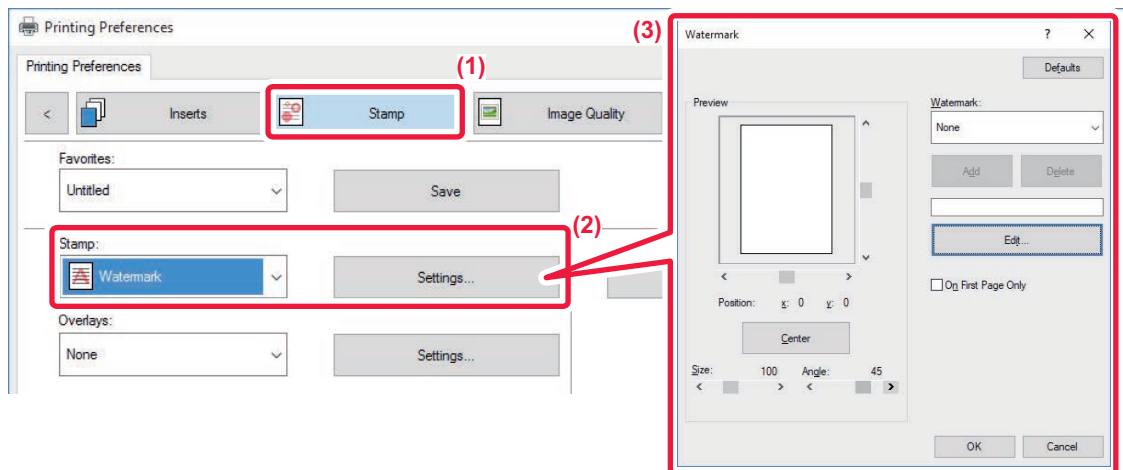 Printing Preferences
Printing Preferences
(1)
< Inserts Stamp Image Quality
Favorites:
Untitled Save
(2)
Stamp:
Watermark Settings...
Overlays:
None Settings...
(3)
Watermark ? ×
Defaults
Preview
Watermark:
None
Add Delete
Edit...
On First Page Only
Position: x: 0 y: 0
Center
Size: 100 Angle: 45
< > < >
OK Cancel